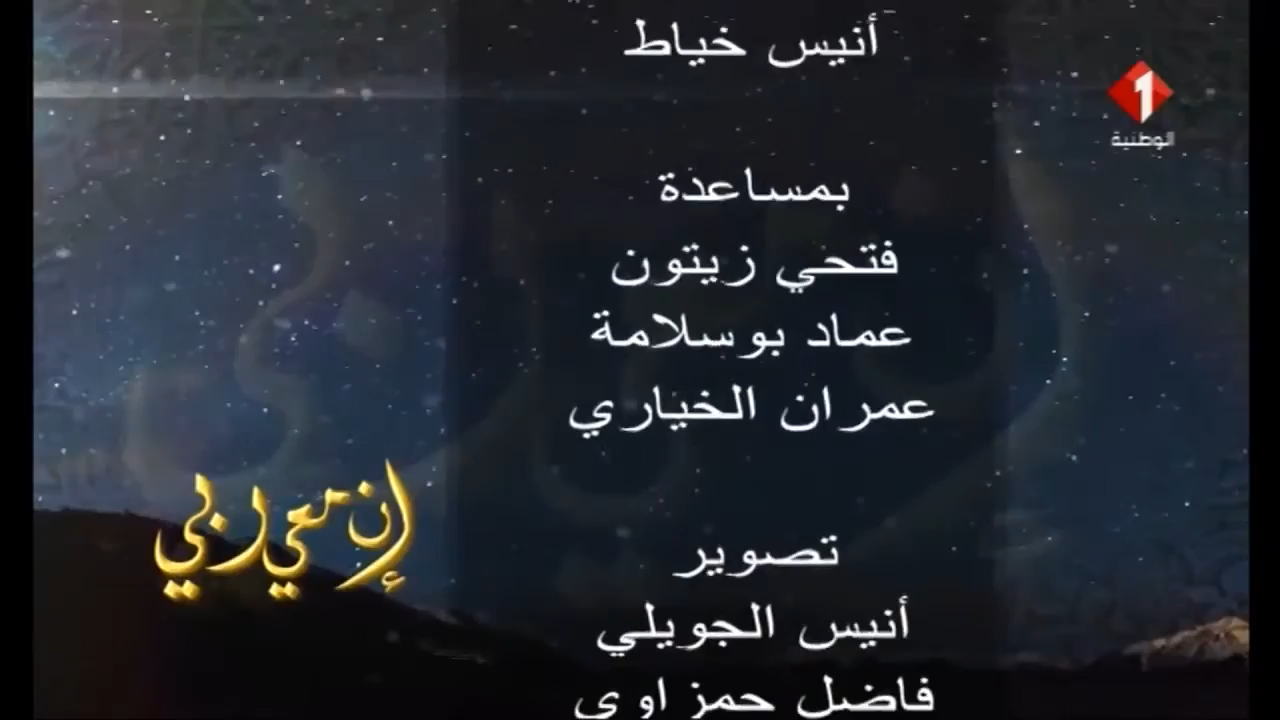 أنيس خياط
1
الوطنية
بمساعدة
فتحي زيتون
عماد بوسلامة
عمران الخياري
إن معي ربي
تصوير
أنيس الجويلي
فاضل حمزاوي